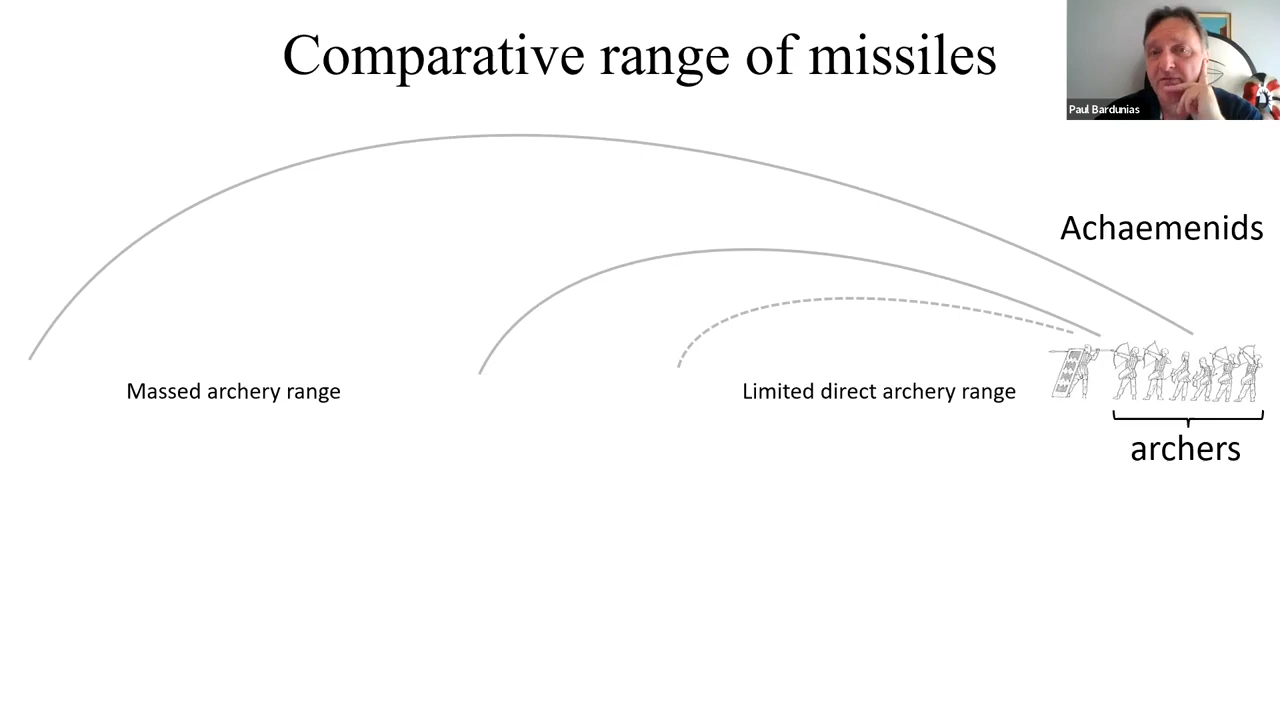 Comparative range of missiles
Paul Bardunias
Achaemenids
Massed archery range
Limited direct archery range
archers